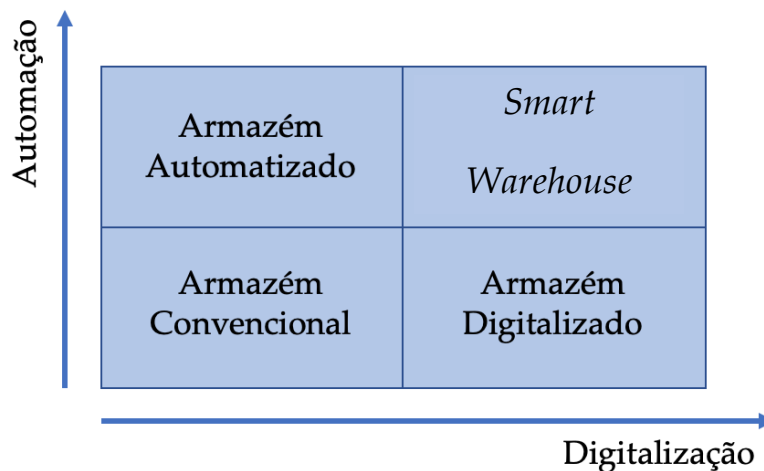 Automação
Armazém
Automatizado
Smart
Warehouse
Armazém
Convencional
Armazém
Digitalizado
Digitalização